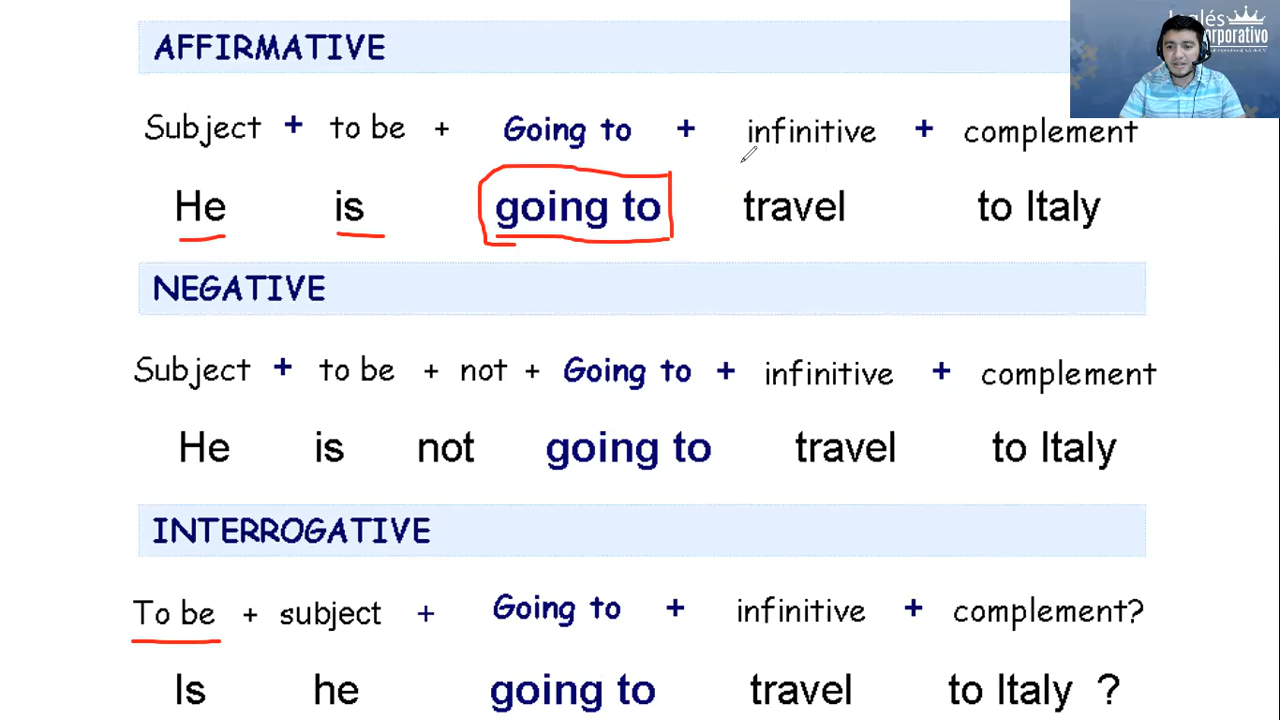 Inglés
Corporativo
AFFIRMATIVE
Subject + to be + Going to + infinitive + complement
He is going to travel to Italy
NEGATIVE
Subject + to be + not + Going to + infinitive + complement
He is not going to travel to Italy
INTERROGATIVE
To be + subject + Going to + infinitive + complement?
Is he going to travel to Italy ?